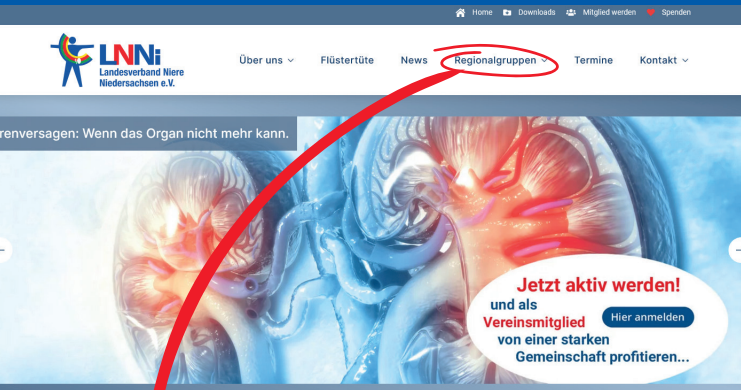 Home Downloads Mitglied werden Spenden
LNNi
Landesverband Niere
Niedersachsen e.V.
Über uns Flüstertüte News Regionalgruppen Termine Kontakt
renversagen: Wenn das Organ nicht mehr kann.
Jetzt aktiv werden!
und als
Vereinsmitglied
Hier anmelden
von einer starken
Gemeinschaft profitieren...